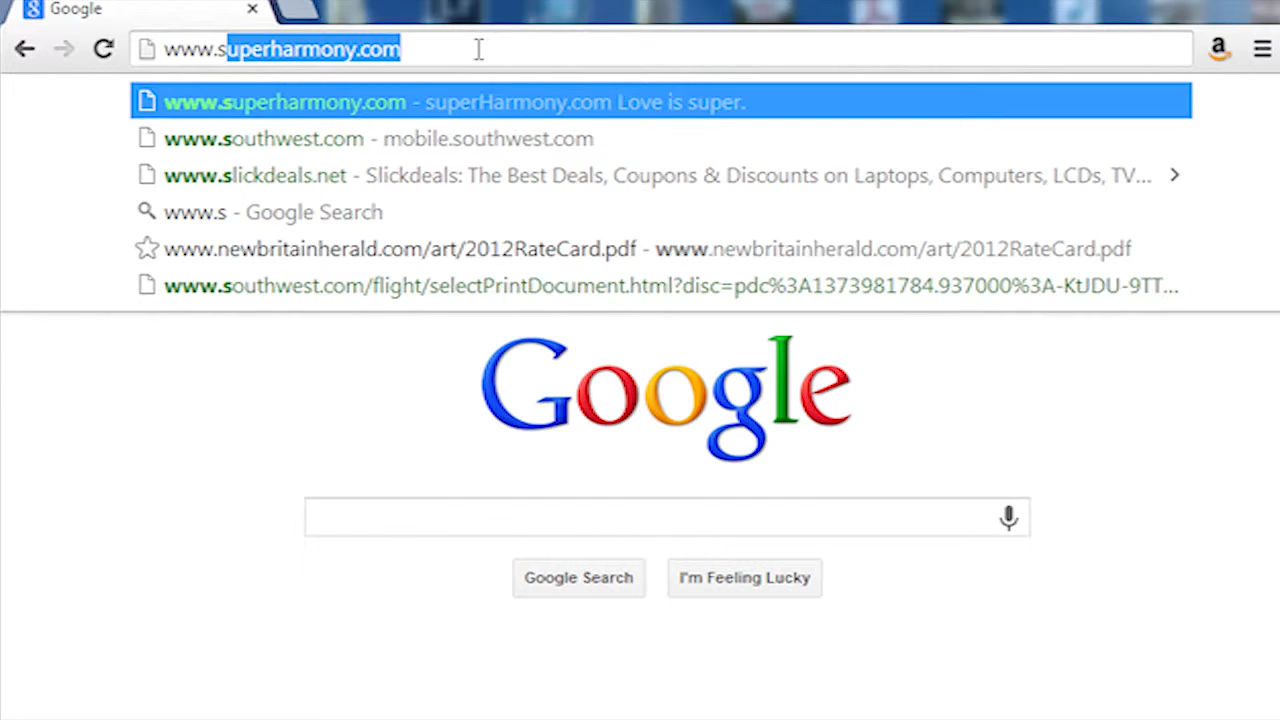 Google
www.superharmony.com
www.superharmony.com - superHarmony.com Love is super.
www.southwest.com - mobile.southwest.com
www.slickdeals.net - Slickdeals: The Best Deals, Coupons & Discounts on Laptops, Computers, LCDs, TV...
www.s - Google Search
www.newbritainherald.com/art/2012RateCard.pdf - www.newbritainherald.com/art/2012RateCard.pdf
www.southwest.com/flight/selectPrintDocument.html?disc=pdc%3A1373981784.937000%3A-KtJDU-9TT...
Google
Google Search I'm Feeling Lucky